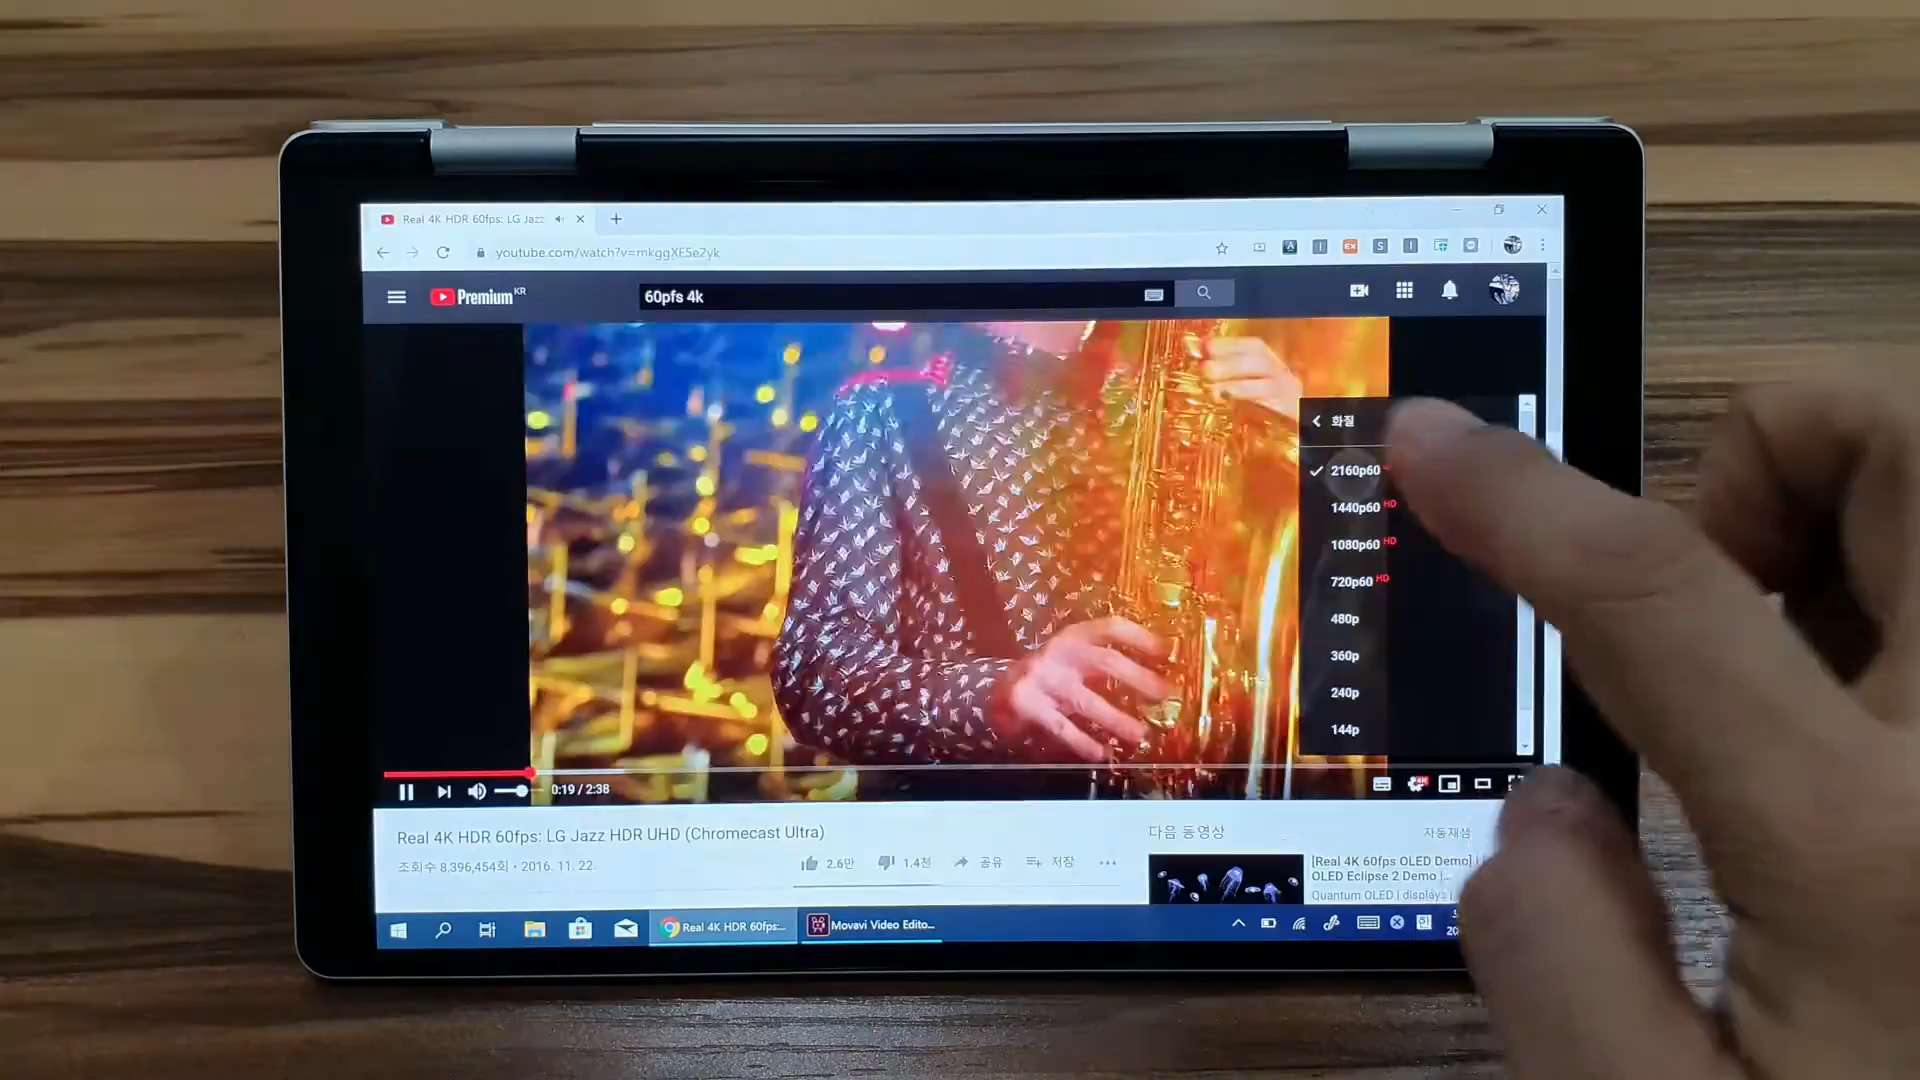 Real 4K HDR 60fps: LG Jazz
youtube.com/watch?v=mkggXE5e2yk
Premium KR
60pfs 4k
화질
2160p60
1440p60 HD
1080p60 HD
720p60 HD
480p
360p
240p
144p
0:19 / 2:38
4K
Real 4K HDR 60fps: LG Jazz HDR UHD (Chromecast Ultra)
조회수 8,396,454회 • 2016. 11. 22.
2.6만
1.4천
공유
저장
다음 동영상
자동재생
[Real 4K 60fps OLED Demo]
OLED Eclipse 2 Demo
Quantum OLED | displays
Real 4K HDR 60fps:...
Movavi Video Edito...